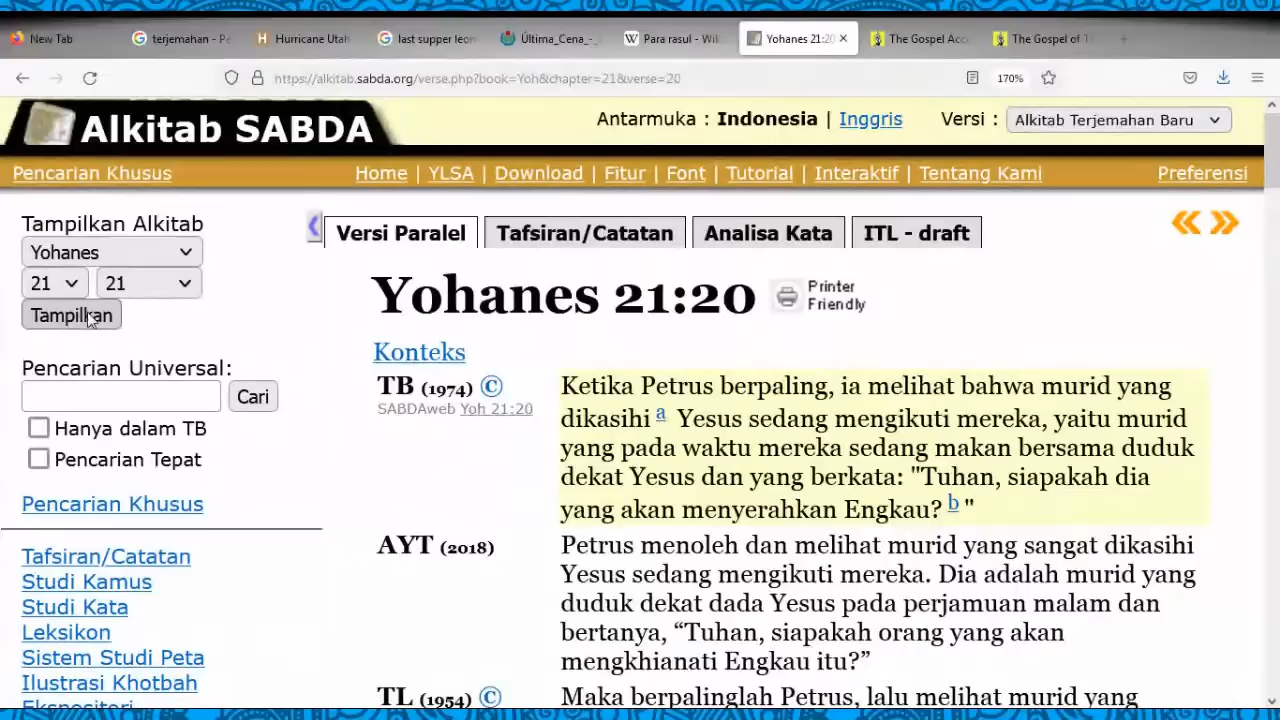 New Tab
terjemahan - Pe
Hurricane Utah
last supper leon
Última_Cena_-_
Para rasul - Wik
Yohanes 21:20
The Gospel Acc
The Gospel of T
https://alkitab.sabda.org/verse.php?book=Yoh&chapter=21&verse=20
170%
Alkitab SABDA
Antarmuka : Indonesia | Inggris
Versi : Alkitab Terjemahan Baru
Pencarian Khusus
Home | YLSA | Download | Fitur | Font | Tutorial | Interaktif | Tentang Kami
Preferensi
Tampilkan Alkitab
Yohanes
21 21
Tampilkan
Pencarian Universal:
Cari
Hanya dalam TB
Pencarian Tepat
Pencarian Khusus
Tafsiran/Catatan
Studi Kamus
Studi Kata
Leksikon
Sistem Studi Peta
Ilustrasi Khotbah
Ekspositori
Versi Paralel
Tafsiran/Catatan
Analisa Kata
ITL - draft
Yohanes 21:20
Printer
Friendly
Konteks
TB (1974) ©
SABDAweb Yoh 21:20
Ketika Petrus berpaling, ia melihat bahwa murid yang
dikasihi a Yesus sedang mengikuti mereka, yaitu murid
yang pada waktu mereka sedang makan bersama duduk
dekat Yesus dan yang berkata: "Tuhan, siapakah dia
yang akan menyerahkan Engkau? b "
AYT (2018)
Petrus menoleh dan melihat murid yang sangat dikasihi
Yesus sedang mengikuti mereka. Dia adalah murid yang
duduk dekat dada Yesus pada perjamuan malam dan
bertanya, “Tuhan, siapakah orang yang akan
mengkhianati Engkau itu?”
TL (1954) ©
Maka berpalinglah Petrus, lalu melihat murid yang